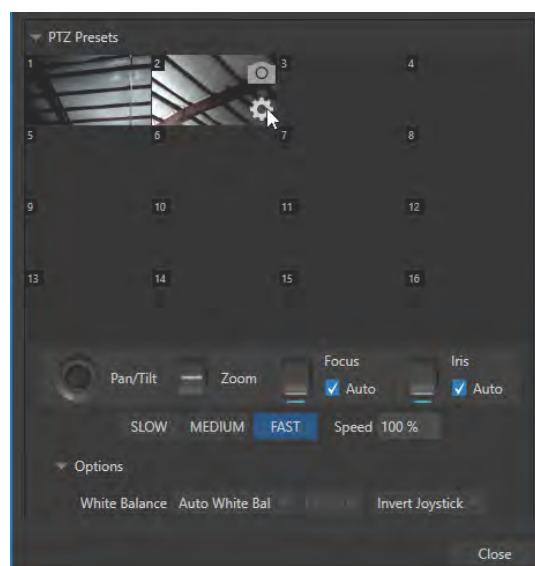 PTZ Presets
1 2 3 4
5 6 7 8
9 10 11 12
13 14 15 16
Focus Iris
Pan/Tilt Zoom Auto Auto
SLOW MEDIUM FAST Speed 100 %
Options
White Balance Auto White Bal Invert Joystick
Close